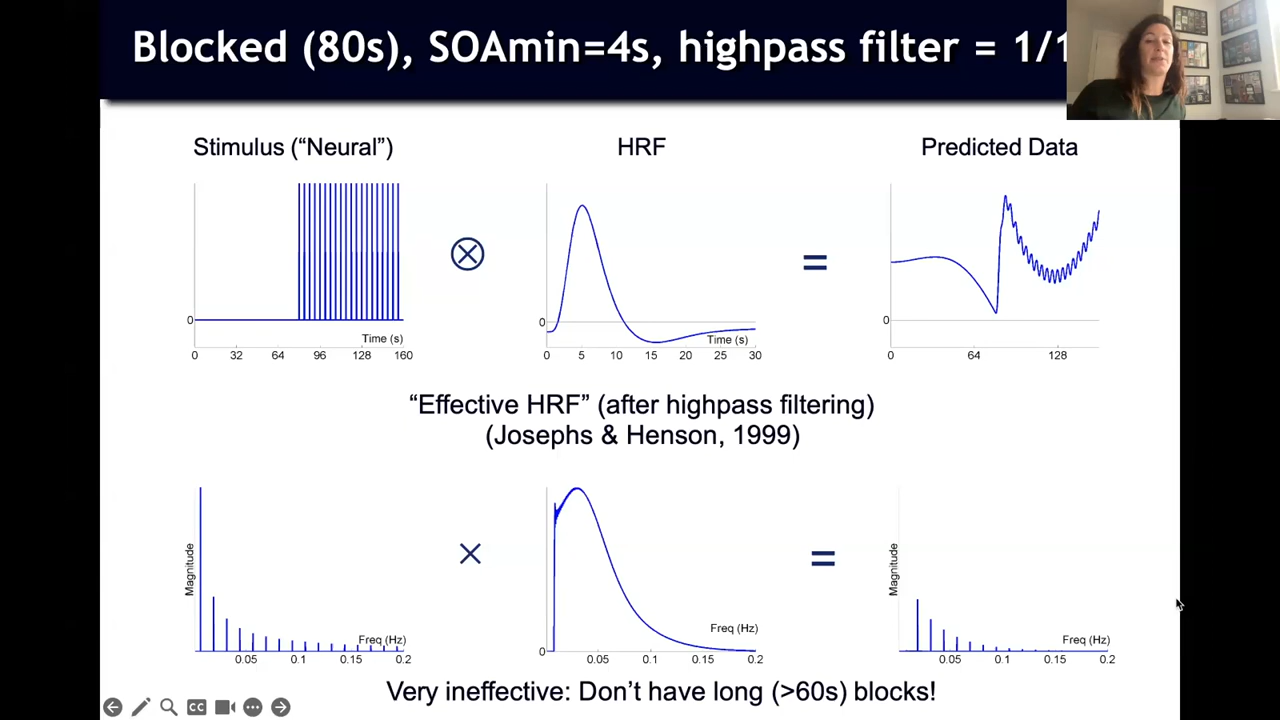 Blocked (80s), SOAmin=4s, highpass filter = 1/1
Stimulus (“Neural”)
HRF
Predicted Data
0
Time (s)
0 32 64 96 128 160
0
Time (s)
0 5 10 15 20 25 30
0
0 64 128
“Effective HRF” (after highpass filtering)
(Josephs & Henson, 1999)
Magnitude
Freq (Hz)
0.05 0.1 0.15 0.2
0
Freq (Hz)
0.05 0.1 0.15 0.2
Magnitude
Freq (Hz)
0.05 0.1 0.15 0.2
Very ineffective: Don’t have long (>60s) blocks!
CC